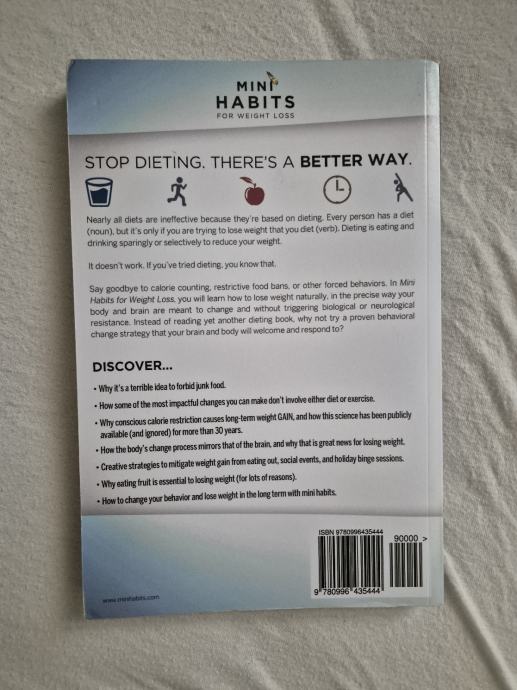 MINI
HABITS
FOR WEIGHT LOSS
STOP DIETING. THERE'S A BETTER WAY.
Nearly all diets are ineffective because they're based on dieting. Every person has a diet
(noun), but it's only if you are trying to lose weight that you diet (verb). Dieting is eating and
drinking sparingly or selectively to reduce your weight.
It doesn't work. If you've tried dieting, you know that.
Say goodbye to calorie counting, restrictive food bans, or other forced behaviors. In Mini
Habits for Weight Loss, you will learn how to lose weight naturally, in the precise way your
body and brain are meant to change and without triggering biological or neurological
resistance. Instead of reading yet another dieting book, why not try a proven behavioral
change strategy that your brain and body will welcome and respond to?
DISCOVER...
• Why it's a terrible idea to forbid junk food.
• How some of the most impactful changes you can make don't involve either diet or exercise.
• Why conscious calorie restriction causes long-term weight GAIN, and how this science has been publicly
available (and ignored) for more than 30 years.
• How the body's change process mirrors that of the brain, and why that is great news for losing weight.
• Creative strategies to mitigate weight gain from eating out, social events, and holiday binge sessions.
• Why eating fruit is essential to losing weight (for lots of reasons).
• How to change your behavior and lose weight in the long term with mini habits.
ISBN 9780996435444
90000 >
9 780996 435444
www.minihabits.com